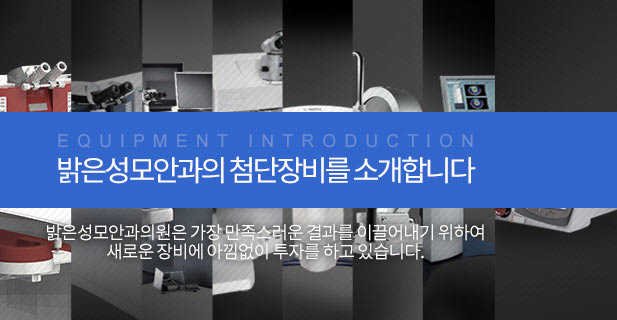 EQUIPMENT INTRODUCTION
밝은성모안과의 첨단장비를 소개합니다
밝은성모안과의원은 가장 만족스러운 결과를 이끌어내기 위하여
새로운 장비에 아낌없이 투자를 하고 있습니다.